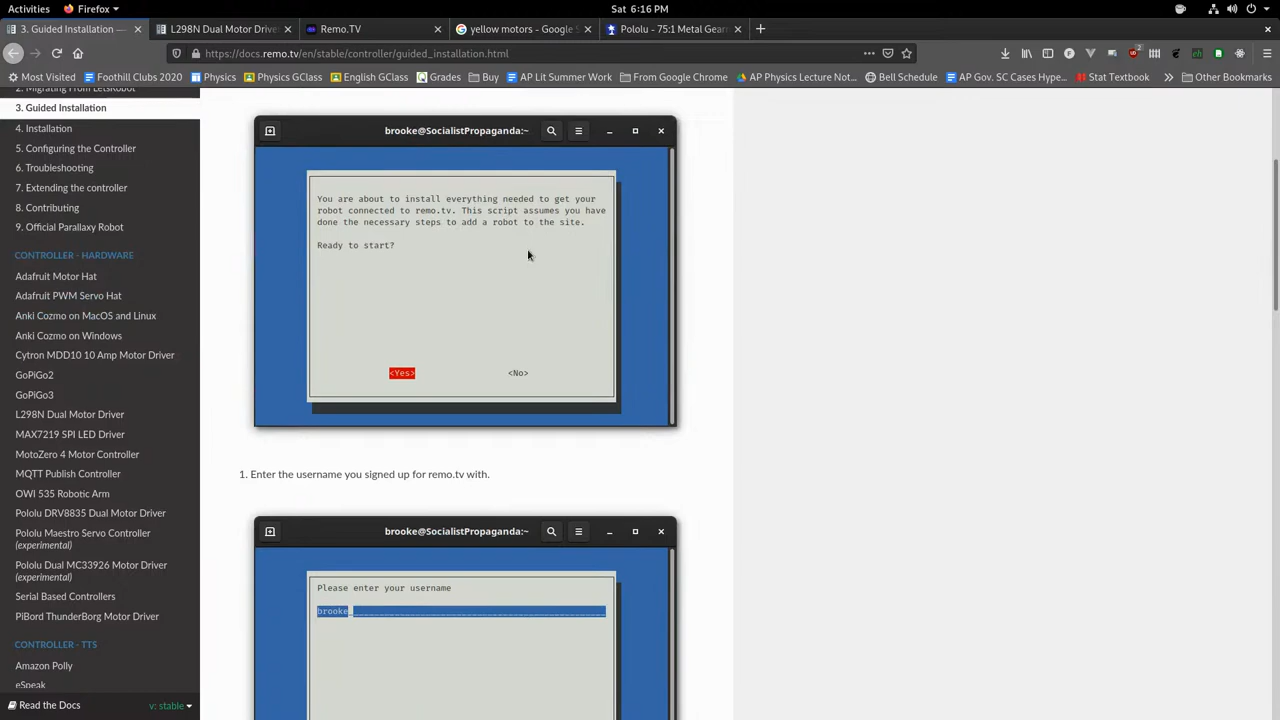 Activities
Firefox
Sat 6:16 PM
3. Guided Installation —
L298N Dual Motor Driver
Remo.TV
yellow motors - Google S
Pololu - 75:1 Metal Gearm
https://docs.remo.tv/en/stable/controller/guided_installation.html
Most Visited
Foothill Clubs 2020
Physics
Physics GClass
English GClass
Grades
Buy
AP Lit Summer Work
From Google Chrome
AP Physics Lecture Not...
Bell Schedule
AP Gov. SC Cases Hype...
Stat Textbook
Other Bookmarks
2. Migrating From LetsRobot
3. Guided Installation
4. Installation
5. Configuring the Controller
6. Troubleshooting
7. Extending the controller
8. Contributing
9. Official Parallaxy Robot
CONTROLLER - HARDWARE
Adafruit Motor Hat
Adafruit PWM Servo Hat
Anki Cozmo on MacOS and Linux
Anki Cozmo on Windows
Cytron MDD10 10 Amp Motor Driver
GoPiGo2
GoPiGo3
L298N Dual Motor Driver
MAX7219 SPI LED Driver
MotoZero 4 Motor Controller
MQTT Publish Controller
OWI 535 Robotic Arm
Pololu DRV8835 Dual Motor Driver
Pololu Maestro Servo Controller
(experimental)
Pololu Dual MC33926 Motor Driver
(experimental)
Serial Based Controllers
PiBord ThunderBorg Motor Driver
CONTROLLER - TTS
Amazon Polly
eSpeak
Read the Docs
v: stable
brooke@SocialistPropaganda:~
You are about to install everything needed to get your
robot connected to remo.tv. This script assumes you have
done the necessary steps to add a robot to the site.
Ready to start?
<Yes>
<No>
1. Enter the username you signed up for remo.tv with.
brooke@SocialistPropaganda:~
Please enter your username
brooke